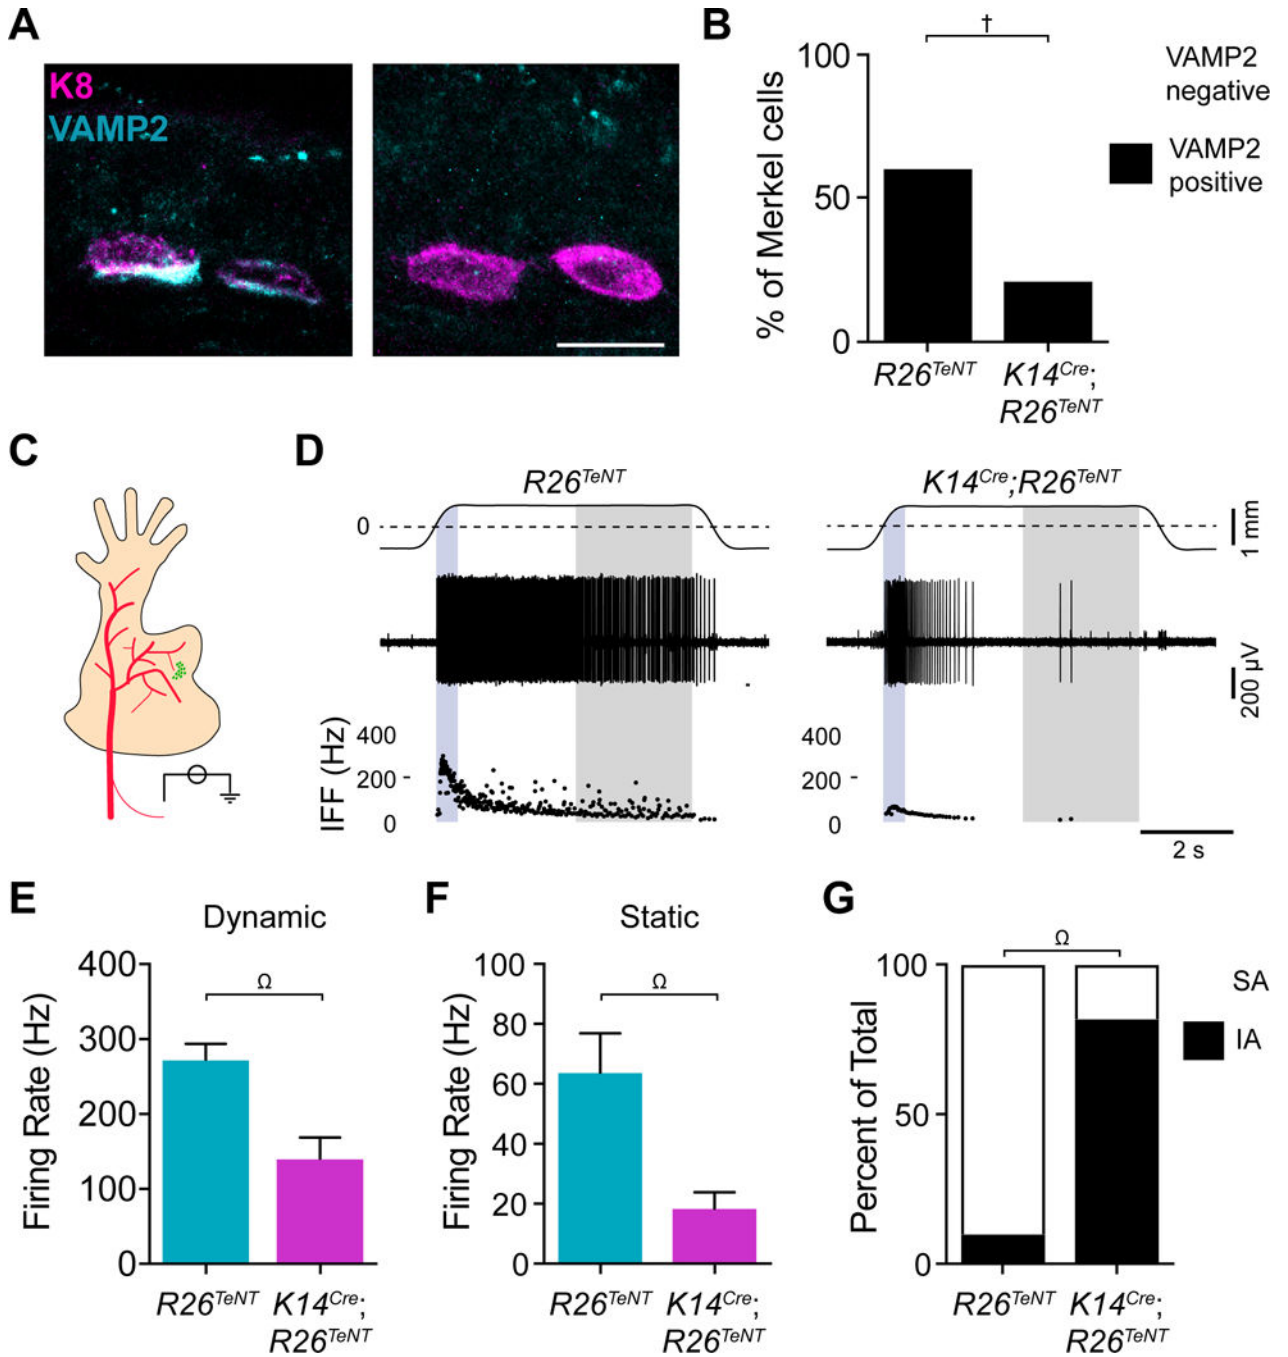 A
K8
VAMP2
B
†
100
50
0
% of Merkel cells
VAMP2
negative
VAMP2
positive
R26TeNT
K14Cre;
R26TeNT
C
D
R26TeNT
K14Cre;R26TeNT
0
1 mm
200 µV
IFF (Hz)
400
200
0
400
200
0
2 s
E
Dynamic
Ω
Firing Rate (Hz)
400
300
200
100
0
R26TeNT
K14Cre;
R26TeNT
F
Static
Ω
Firing Rate (Hz)
100
80
60
40
20
0
R26TeNT
K14Cre;
R26TeNT
G
Ω
Percent of Total
100
50
0
SA
IA
R26TeNT
K14Cre;
R26TeNT